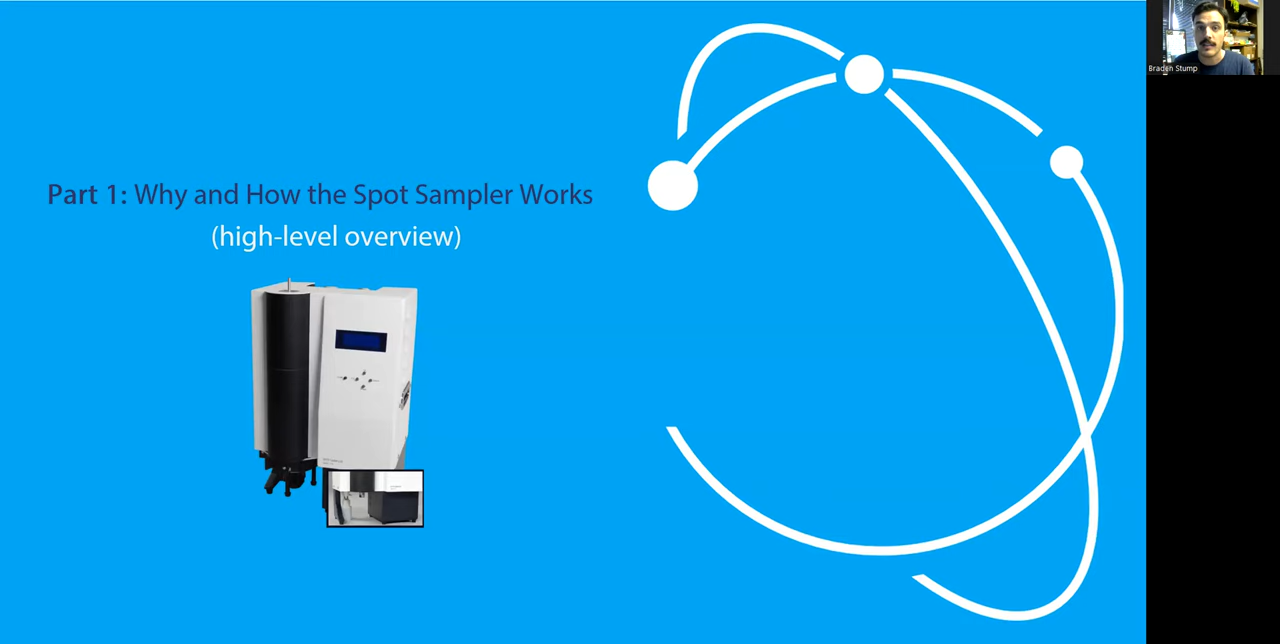 Part 1: Why and How the Spot Sampler Works
(high-level overview)
Braden Stump